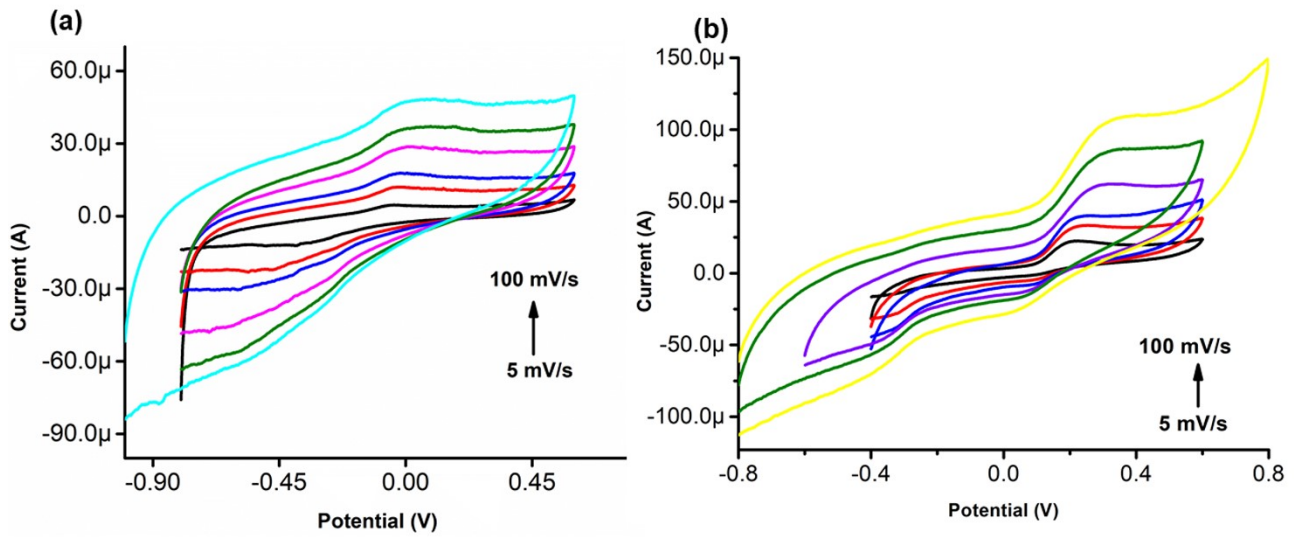 (a)
60.0µ
30.0µ
0.0
-30.0µ
-60.0µ
-90.0µ
Current (A)
-0.90 -0.45 0.00 0.45
Potential (V)
100 mV/s
5 mV/s
(b)
150.0µ
100.0µ
50.0µ
0.0
-50.0µ
-100.0µ
Current (A)
-0.8 -0.4 0.0 0.4 0.8
Potential (V)
100 mV/s
5 mV/s